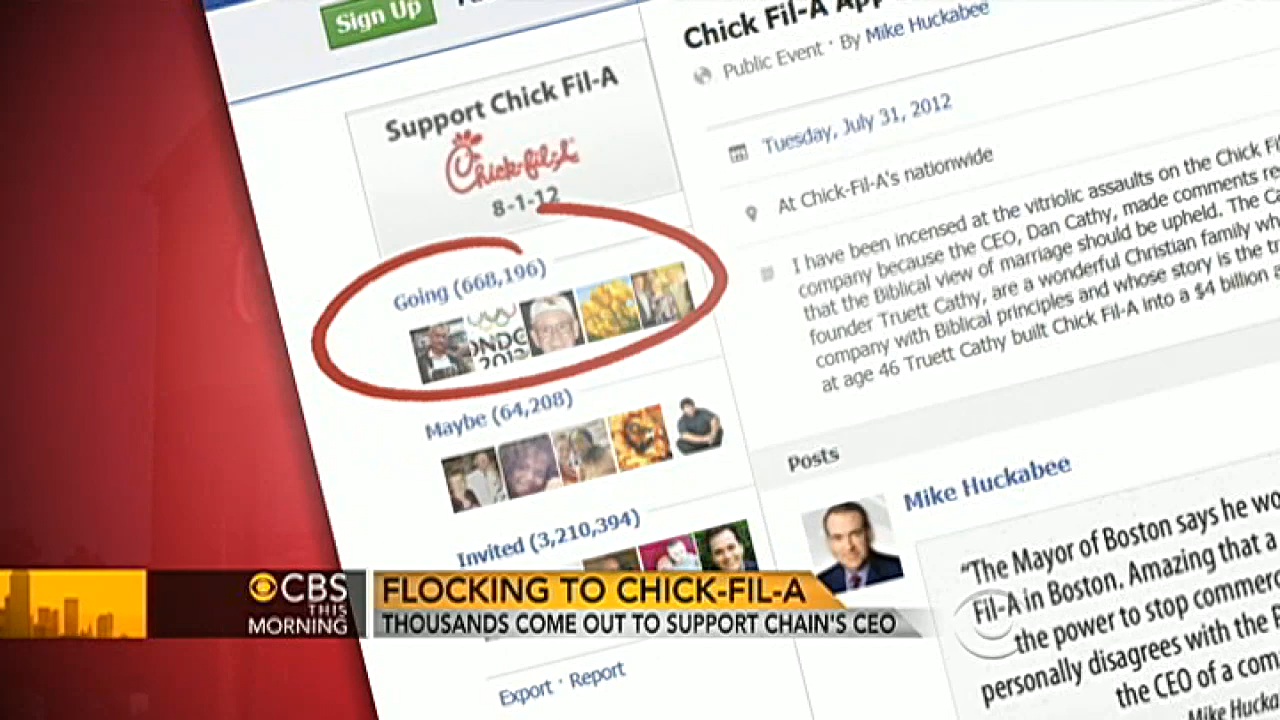 Sign Up
Chick Fil-A
Public Event · By Mike Huckabee
Support Chick Fil-A
Chick-fil-A
8-1-12
Tuesday, July 31, 2012
At Chick-Fil-A's nationwide
I have been incensed at the vitriolic assaults on the Chick
company because the CEO, Dan Cathy, made comments
that the Biblical view of marriage should be upheld. The
founder Truett Cathy, are a wonderful Christian family
company with Biblical principles and whose story is the
at age 46 Truett Cathy built Chick Fil-A into a $4 billion
Going (668,196)
2012
Maybe (64,208)
Invited (3,210,394)
Export · Report
Posts
Mike Huckabee
"The Mayor of Boston says he
Fil-A in Boston. Amazing that a
the power to stop
personally disagrees with the
the CEO of a
Mike
CBS
THIS
MORNING
FLOCKING TO CHICK-FIL-A
THOUSANDS COME OUT TO SUPPORT CHAIN'S CEO